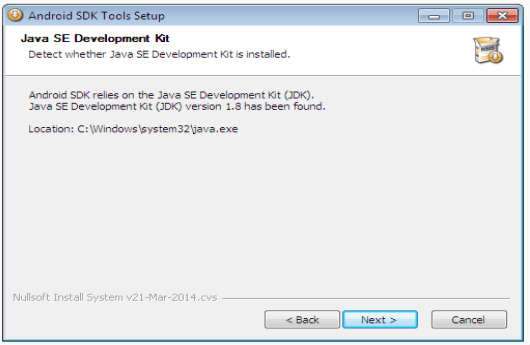 Android SDK Tools Setup
Java SE Development Kit
Detect whether Java SE Development Kit is installed.
Android SDK relies on the Java SE Development Kit (JDK).
Java SE Development Kit (JDK) version 1.8 has been found.
Location: C:\Windows\system32\java.exe
Nullsoft Install System v21-Mar-2014.cvs
< Back Next > Cancel